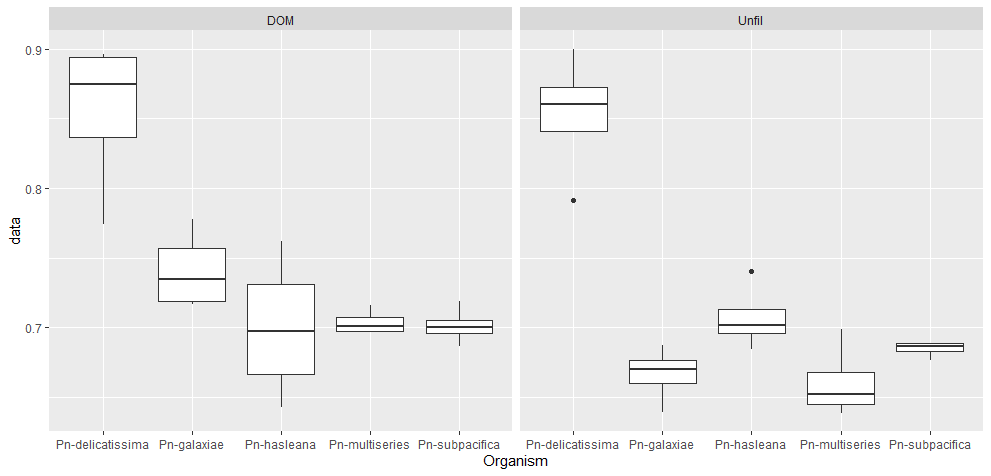 DOM Unfil
data
0.9
0.8
0.7
Pn-delicatissima Pn-galaxiae Pn-hasleana Pn-multiseries Pn-subpacifica Pn-delicatissima Pn-galaxiae Pn-hasleana Pn-multiseries Pn-subpacifica
Organism